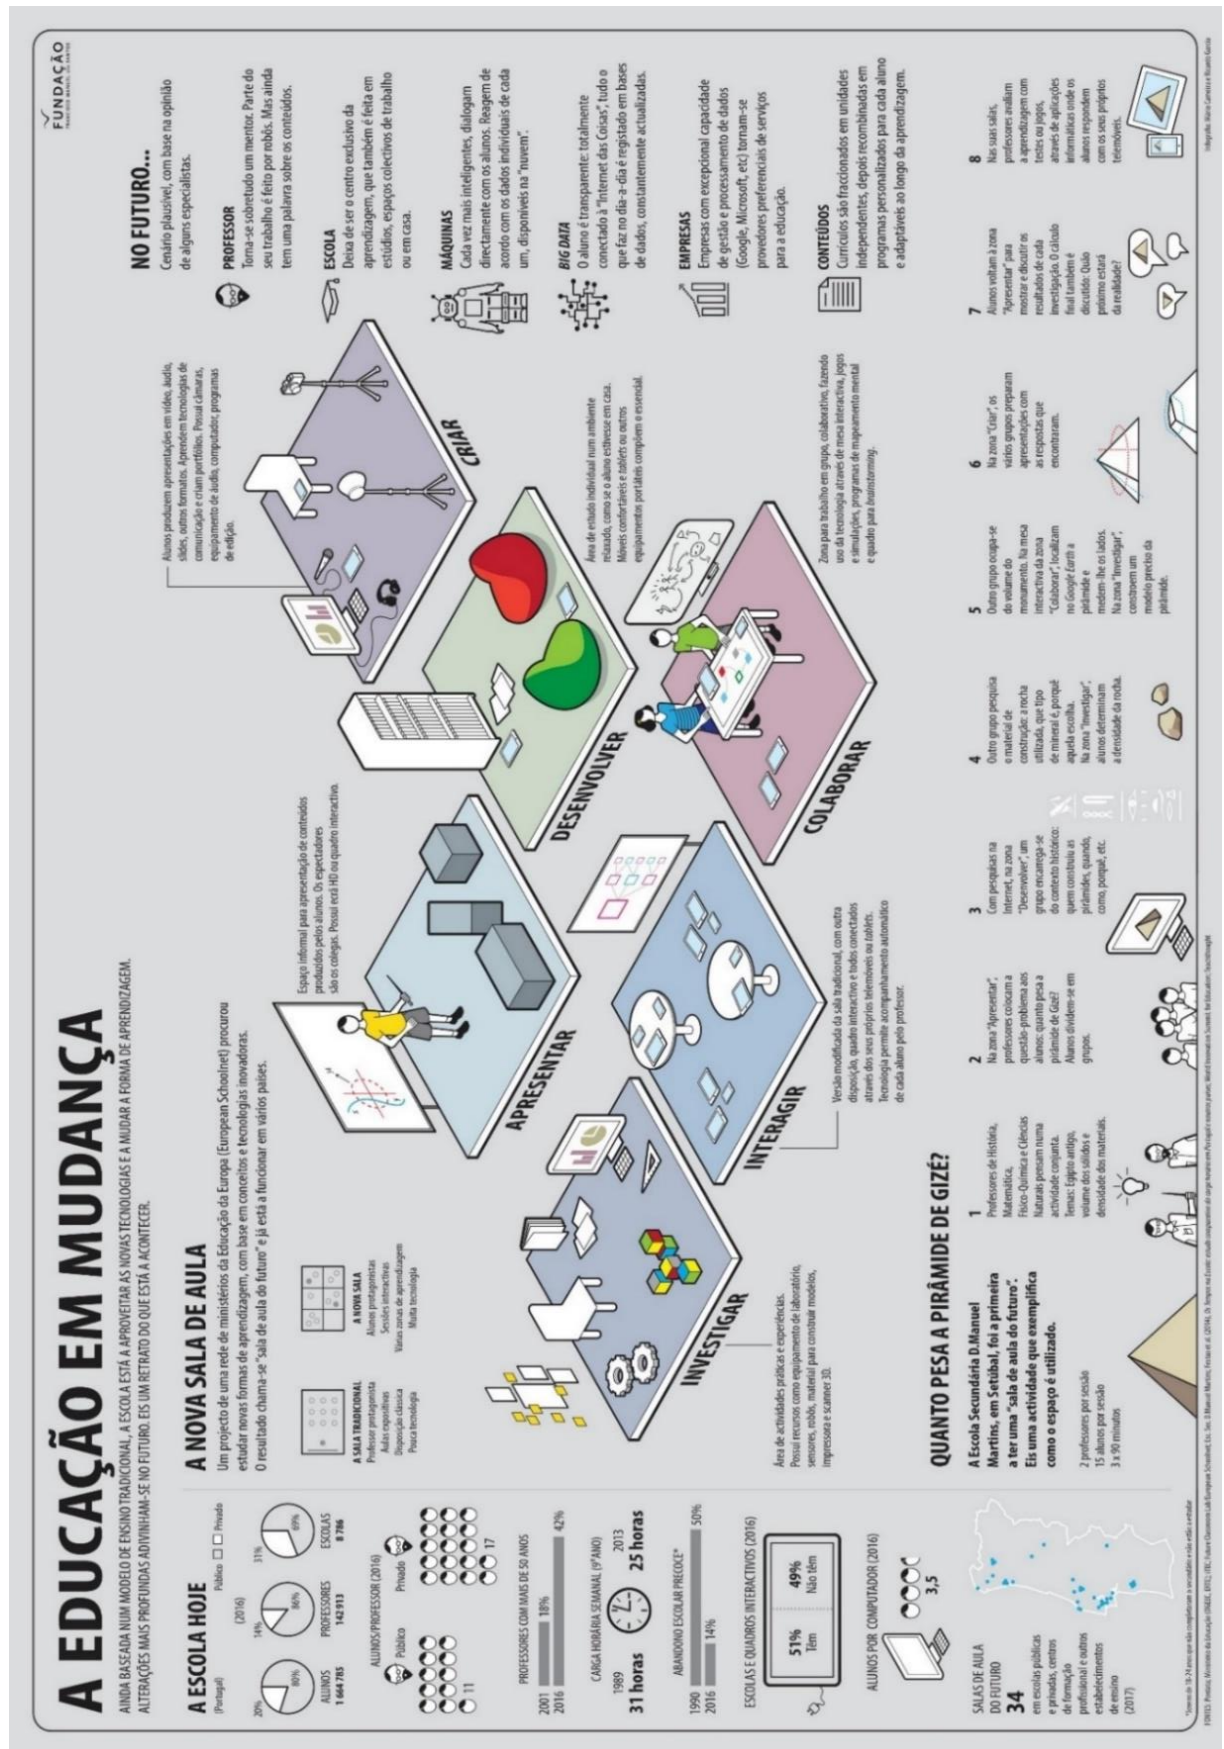 A EDUCAÇÃO EM MUDANÇA
AINDA BASEADA NUM MODELO DE ENSINO TRADICIONAL, A ESCOLA ESTÁ A APROVEITAR AS NOVAS TECNOLOGIAS E A MUDAR A FORMA DE APRENDIZAGEM.
ALTERAÇÕES MAIS PROFUNDAS ADIVINHAM-SE NO FUTURO. EIS UM RETRATO DO QUE ESTÁ A ACONTECER.
FUNDAÇÃO
A ESCOLA HOJE
(Portugal)
(2016)
Público
Privado
20%
80%
ALUNOS
1 664 785
14%
86%
PROFESSORES
142 913
31%
69%
ESCOLAS
8 786
ALUNOS/PROFESSOR (2016)
Público
11
Privado
17
PROFESSORES COM MAIS DE 50 ANOS
2001
18%
2016
42%
CARGA HORÁRIA SEMANAL (9ºANO)
1989
31 horas
2013
25 horas
ABANDONO ESCOLAR PRECOCE*
1990
50%
2016
14%
ESCOLAS E QUADROS INTERACTIVOS (2016)
51%
Têm
49%
Não têm
ALUNOS POR COMPUTADOR (2016)
3,5
SALAS DE AULA
DO FUTURO
34
em escolas públicas
e privadas, centros
de formação
profissional e outros
estabelecimentos
de ensino
(2017)
A NOVA SALA DE AULA
Um projecto de uma rede de ministérios da Educação da Europa (European Schoolnet) procurou
estudar novas formas de aprendizagem, com base em conceitos e tecnologias inovadoras.
O resultado chama-se "sala de aula do futuro" e já está a funcionar em vários países.
A SALA TRADICIONAL
Professor protagonista
Aulas expositivas
Disposição clássica
Pouca tecnologia
A NOVA SALA
Alunos protagonistas
Sessões interactivas
Várias zonas de aprendizagem
Muita tecnologia
INVESTIGAR
Área de actividades práticas e experiências.
Possui recursos como equipamento de laboratório,
sensores, robôs, material para construir modelos,
impressora e scanner 3D.
APRESENTAR
Espaço informal para apresentação de conteúdos
produzidos pelos alunos. Os espectadores
são os colegas. Possui ecrã HD ou quadro interactivo.
INTERAGIR
Versão modificada da sala tradicional, com outra
disposição, quadro interactivo e todos conectados
através dos seus próprios telemóveis ou tablets.
Tecnologia permite acompanhamento automático
de cada aluno pelo professor.
DESENVOLVER
Área de estudo individual num ambiente
relaxado, como se o aluno estivesse em casa.
Móveis confortáveis e tablets ou outros
equipamentos portáteis compõem o essencial.
COLABORAR
Zona para trabalho em grupo, colaborativo, fazendo
uso da tecnologia através de mesa interactiva, jogos
e simulações, programas de mapeamento mental
e quadro para brainstorming.
CRIAR
Alunos produzem apresentações em vídeo, áudio,
slides, outros formatos. Aprendem tecnologias de
comunicação e criam portfólios. Possui câmaras,
equipamento de áudio, computador, programas
de edição.
NO FUTURO...
Cenário plausível, com base na opinião
de alguns especialistas.
PROFESSOR
Torna-se sobretudo um mentor. Parte do
seu trabalho é feito por robôs. Mas ainda
tem uma palavra sobre os conteúdos.
ESCOLA
Deixa de ser o centro exclusivo da
aprendizagem, que também é feita em
estúdios, espaços colectivos de trabalho
ou em casa.
MÁQUINAS
Cada vez mais inteligentes, dialogam
directamente com os alunos. Reagem de
acordo com os dados individuais de cada
um, disponíveis na "nuvem".
BIG DATA
O aluno é transparente: totalmente
conectado à "Internet das Coisas", tudo o
que faz no dia-a-dia é registado em bases
de dados, constantemente actualizadas.
EMPRESAS
Empresas com excepcional capacidade
de gestão e processamento de dados
(Google, Microsoft, etc) tornam-se
provedores preferenciais de serviços
para a educação.
CONTEÚDOS
Currículos são fraccionados em unidades
independentes, depois recombinadas em
programas personalizados para cada aluno
e adaptáveis ao longo da aprendizagem.
QUANTO PESA A PIRÂMIDE DE GIZÉ?
A Escola Secundária D.Manuel
Martins, em Setúbal, foi a primeira
a ter uma "sala de aula do futuro".
Eis uma actividade que exemplifica
como o espaço é utilizado.
2 professores por sessão
15 alunos por sessão
3 x 90 minutos
1
Professores de História,
Matemática,
Físico-Química e Ciências
Naturais pensam numa
actividade conjunta.
Temas: Egipto antigo,
volume dos sólidos e
densidade dos materiais.
2
Na zona "Apresentar",
professores colocam a
questão-problema aos
alunos: quanto pesa a
pirâmide de Gizé?
Alunos dividem-se em
grupos.
3
Com pesquisas na
Internet, na zona
"Desenvolver", um
grupo encarrega-se
do contexto histórico:
quem construiu as
pirâmides, quando,
como, porquê, etc.
4
Outro grupo pesquisa
o material de
construção: a rocha
utilizada, que tipo
de mineral é, porquê
aquela escolha.
Na zona "Investigar",
alunos determinam
a densidade da rocha.
5
Outro grupo ocupa-se
do volume do
monumento. Na mesa
interactiva da zona
"Colaborar", localizam
no Google Earth a
pirâmide e
medem-lhe os lados.
Na zona "Investigar",
constroem um
modelo preciso da
pirâmide.
6
Na zona "Criar", os
vários grupos preparam
apresentações com
as respostas que
encontraram.
7
Alunos voltam à zona
"Apresentar" para
mostrar e discutir os
resultados de cada
investigação. O cálculo
final também é
discutido: Quão
próximo estará
da realidade?
8
Nas suas salas,
professores avaliam
a aprendizagem com
testes ou jogos,
através de aplicações
informáticas onde os
alunos respondem
com os seus próprios
telemóveis.